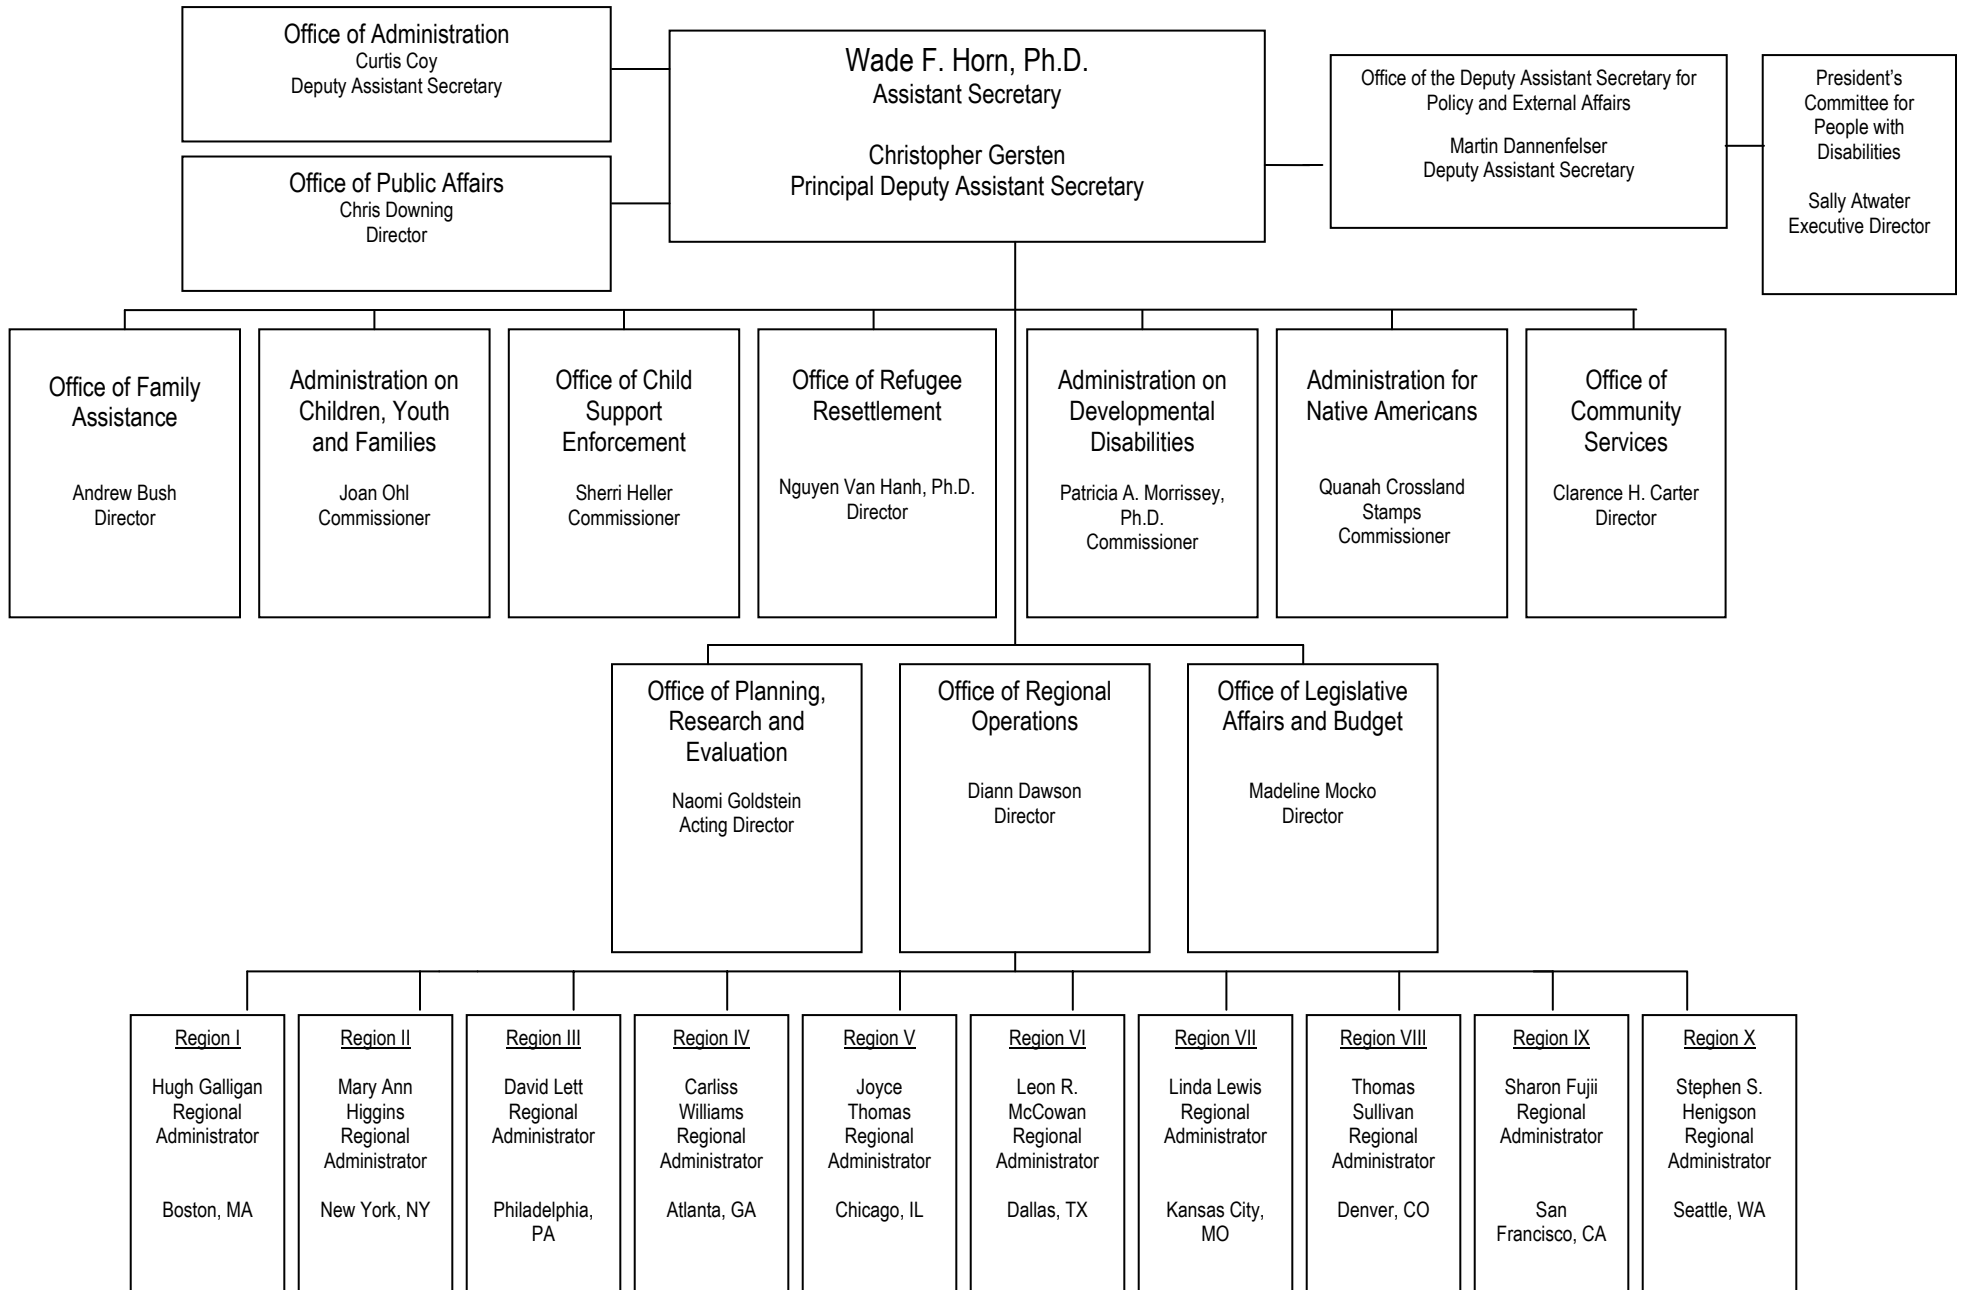 Office of Administration
Curtis Coy
Deputy Assistant Secretary
Office of Public Affairs
Chris Downing
Director
Wade F. Horn, Ph.D.
Assistant Secretary
Christopher Gersten
Principal Deputy Assistant Secretary
Office of the Deputy Assistant Secretary for
Policy and External Affairs
Martin Dannenfelser
Deputy Assistant Secretary
President’s
Committee for
People with
Disabilities
Sally Atwater
Executive Director
Office of Family
Assistance
Andrew Bush
Director
Administration on
Children, Youth
and Families
Joan Ohl
Commissioner
Office of Child
Support
Enforcement
Sherri Heller
Commissioner
Office of Refugee
Resettlement
Nguyen Van Hanh, Ph.D.
Director
Administration on
Developmental
Disabilities
Patricia A. Morrissey,
Ph.D.
Commissioner
Administration for
Native Americans
Quanah Crossland
Stamps
Commissioner
Office of
Community
Services
Clarence H. Carter
Director
Office of Planning,
Research and
Evaluation
Naomi Goldstein
Acting Director
Office of Regional
Operations
Diann Dawson
Director
Office of Legislative
Affairs and Budget
Madeline Mocko
Director
Region I
Hugh Galligan
Regional
Administrator
Boston, MA
Region II
Mary Ann
Higgins
Regional
Administrator
New York, NY
Region III
David Lett
Regional
Administrator
Philadelphia,
PA
Region IV
Carliss
Williams
Regional
Administrator
Atlanta, GA
Region V
Joyce
Thomas
Regional
Administrator
Chicago, IL
Region VI
Leon R.
McCowan
Regional
Administrator
Dallas, TX
Region VII
Linda Lewis
Regional
Administrator
Kansas City,
MO
Region VIII
Thomas
Sullivan
Regional
Administrator
Denver, CO
Region IX
Sharon Fujii
Regional
Administrator
San
Francisco, CA
Region X
Stephen S.
Henigson
Regional
Administrator
Seattle, WA